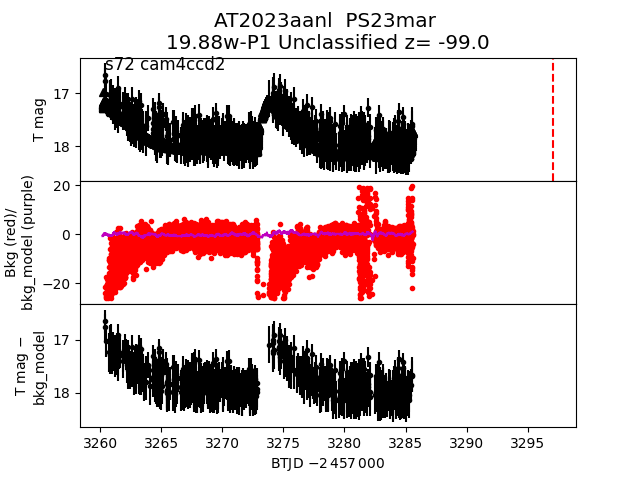 AT2023aanl  PS23mar
19.88w-P1 Unclassified z= -99.0
s72 cam4ccd2
17
18
T mag
20
0
−20
Bkg (red)/
bkg_model (purple)
17
18
T mag −
bkg_model
3260 3265 3270 3275 3280 3285 3290 3295
BTJD −2 457 000